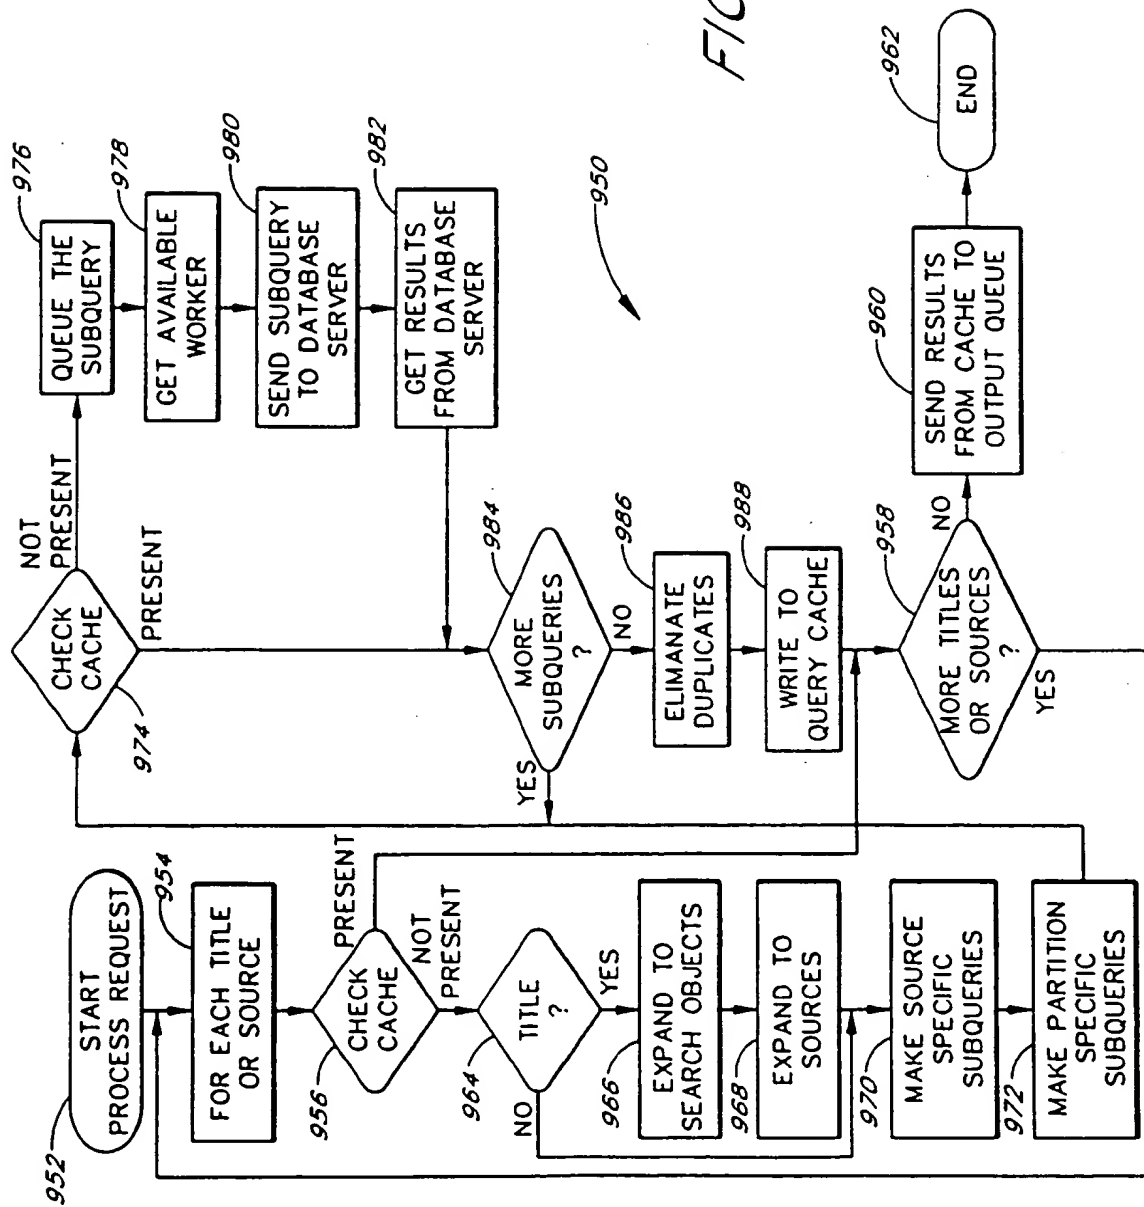 FIG
952
START
PROCESS REQUEST
954
FOR EACH TITLE
OR SOURCE
956
CHECK
CACHE
PRESENT
NOT
PRESENT
964
TITLE
?
NO
YES
966
EXPAND TO
SEARCH OBJECTS
968
EXPAND TO
SOURCES
970
MAKE SOURCE
SPECIFIC
SUBQUERIES
972
MAKE PARTITION
SPECIFIC
SUBQUERIES
974
CHECK
CACHE
NOT
PRESENT
PRESENT
976
QUEUE THE
SUBQUERY
978
GET AVAILABLE
WORKER
980
SEND SUBQUERY
TO DATABASE
SERVER
982
GET RESULTS
FROM DATABASE
SERVER
984
MORE
SUBQUERIES
?
YES
NO
986
ELIMANATE
DUPLICATES
988
WRITE TO
QUERY CACHE
958
MORE TITLES
OR SOURCES
?
YES
NO
960
SEND RESULTS
FROM CACHE TO
OUTPUT QUEUE
962
END
950